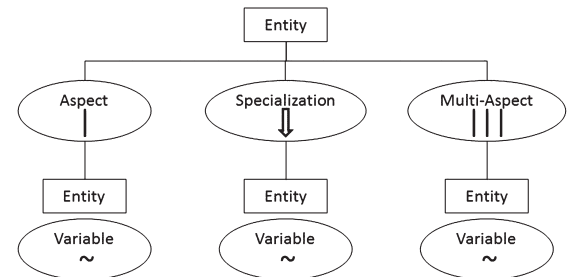 Entity
Aspect Specialization Multi-Aspect
Entity Entity Entity
Variable Variable Variable
~ ~ ~